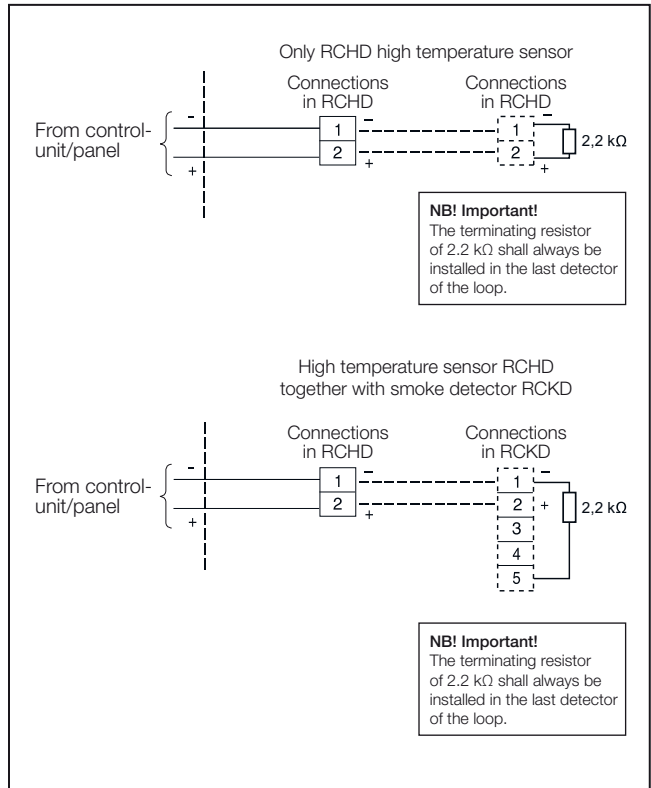 Only RCHD high temperature sensor
Connections in RCHD
Connections in RCHD
From control-unit/panel
-
+
1
2
-
+
1
2
-
+
2,2 kΩ
NB! Important!
The terminating resistor
of 2.2 kΩ shall always be
installed in the last detector
of the loop.
High temperature sensor RCHD
together with smoke detector RCKD
Connections in RCHD
Connections in RCKD
From control-unit/panel
-
+
1
2
-
+
1
2
3
4
5
-
+
2,2 kΩ
NB! Important!
The terminating resistor
of 2.2 kΩ shall always be
installed in the last detector
of the loop.